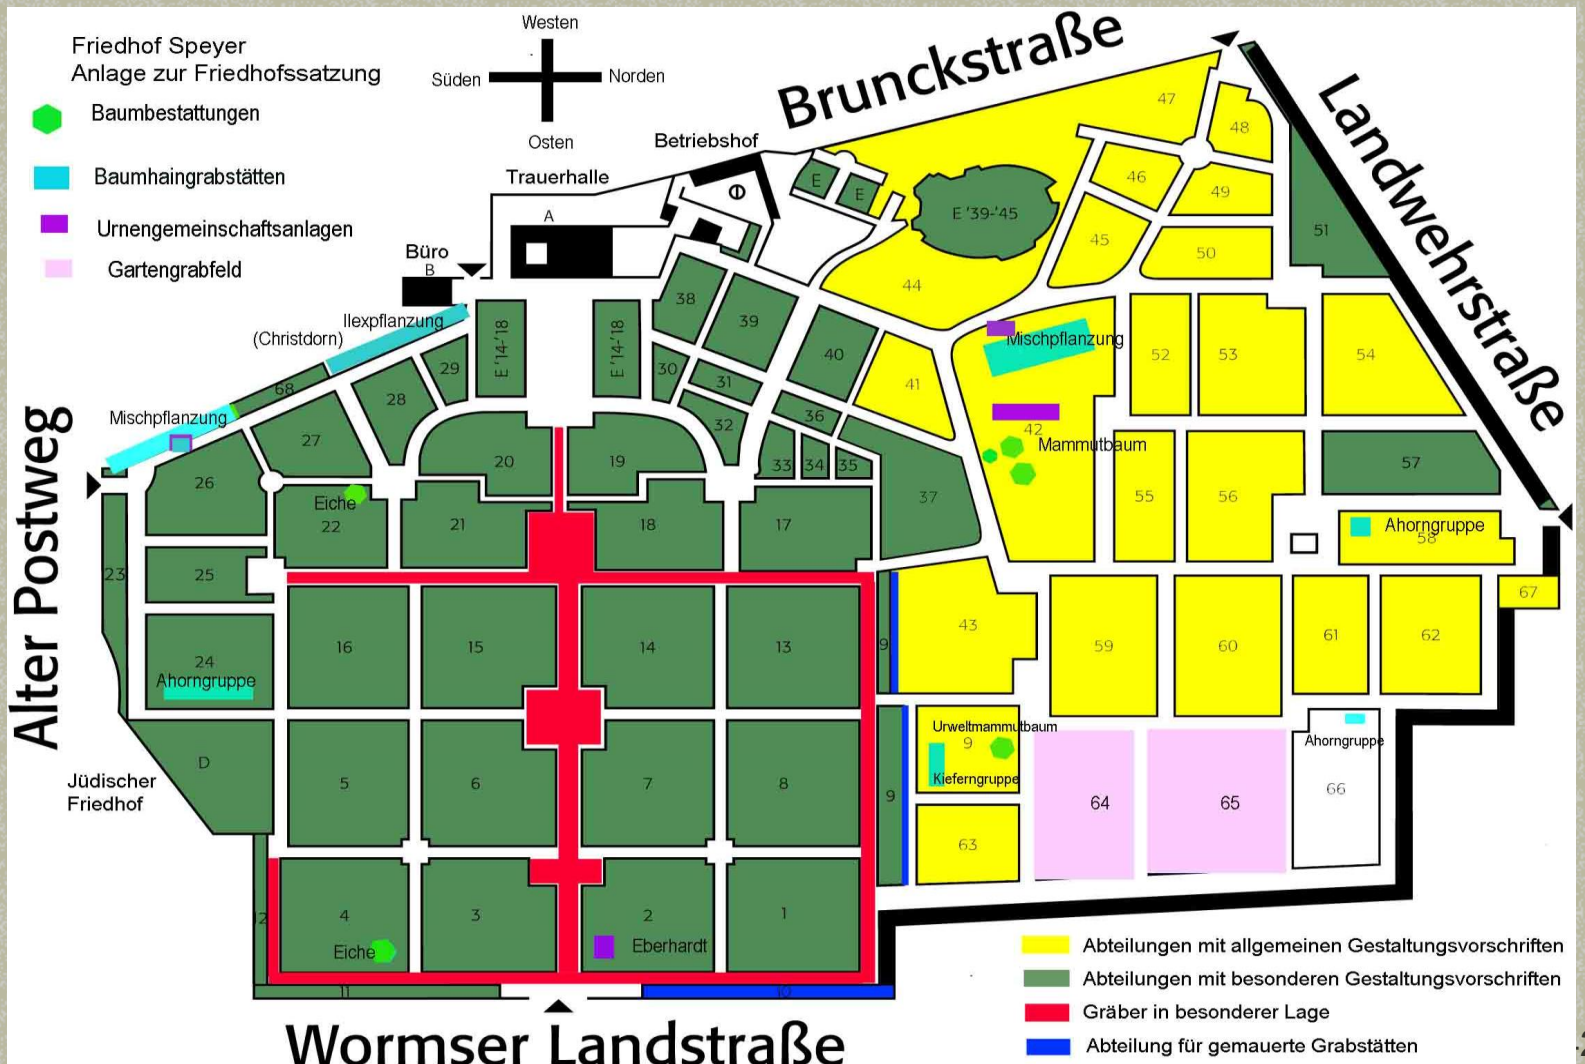 Friedhof Speyer
Anlage zur Friedhofssatzung
Baumbestattungen
Baumhaingrabstätten
Urnengemeinschaftsanlagen
Gartengrabfeld
Westen
Süden
Norden
Osten
Brunckstraße
Landwehrstraße
Alter Postweg
Wormser Landstraße
Betriebshof
Trauerhalle
A
Büro
B
Ilexpflanzung
(Christdorn)
Mischpflanzung
68
29
28
27
26
E '14-'18
E '14-'18
38
39
40
41
30
31
32
36
33
34
35
37
E
E
E '39-'45
44
45
46
47
48
49
50
51
Mischpflanzung
42
Mammutbaum
52
53
54
55
56
57
Ahorngruppe
58
20
19
Eiche
22
21
18
17
23
25
24
Ahorngruppe
16
15
14
13
9
43
59
60
61
62
67
D
Jüdischer
Friedhof
5
6
7
8
9
Urweltmammutbaum
9
Kieferngruppe
63
64
65
Ahorngruppe
66
12
4
Eiche
3
2
Eberhardt
1
11
10
Abteilungen mit allgemeinen Gestaltungsvorschriften
Abteilungen mit besonderen Gestaltungsvorschriften
Gräber in besonderer Lage
Abteilung für gemauerte Grabstätten